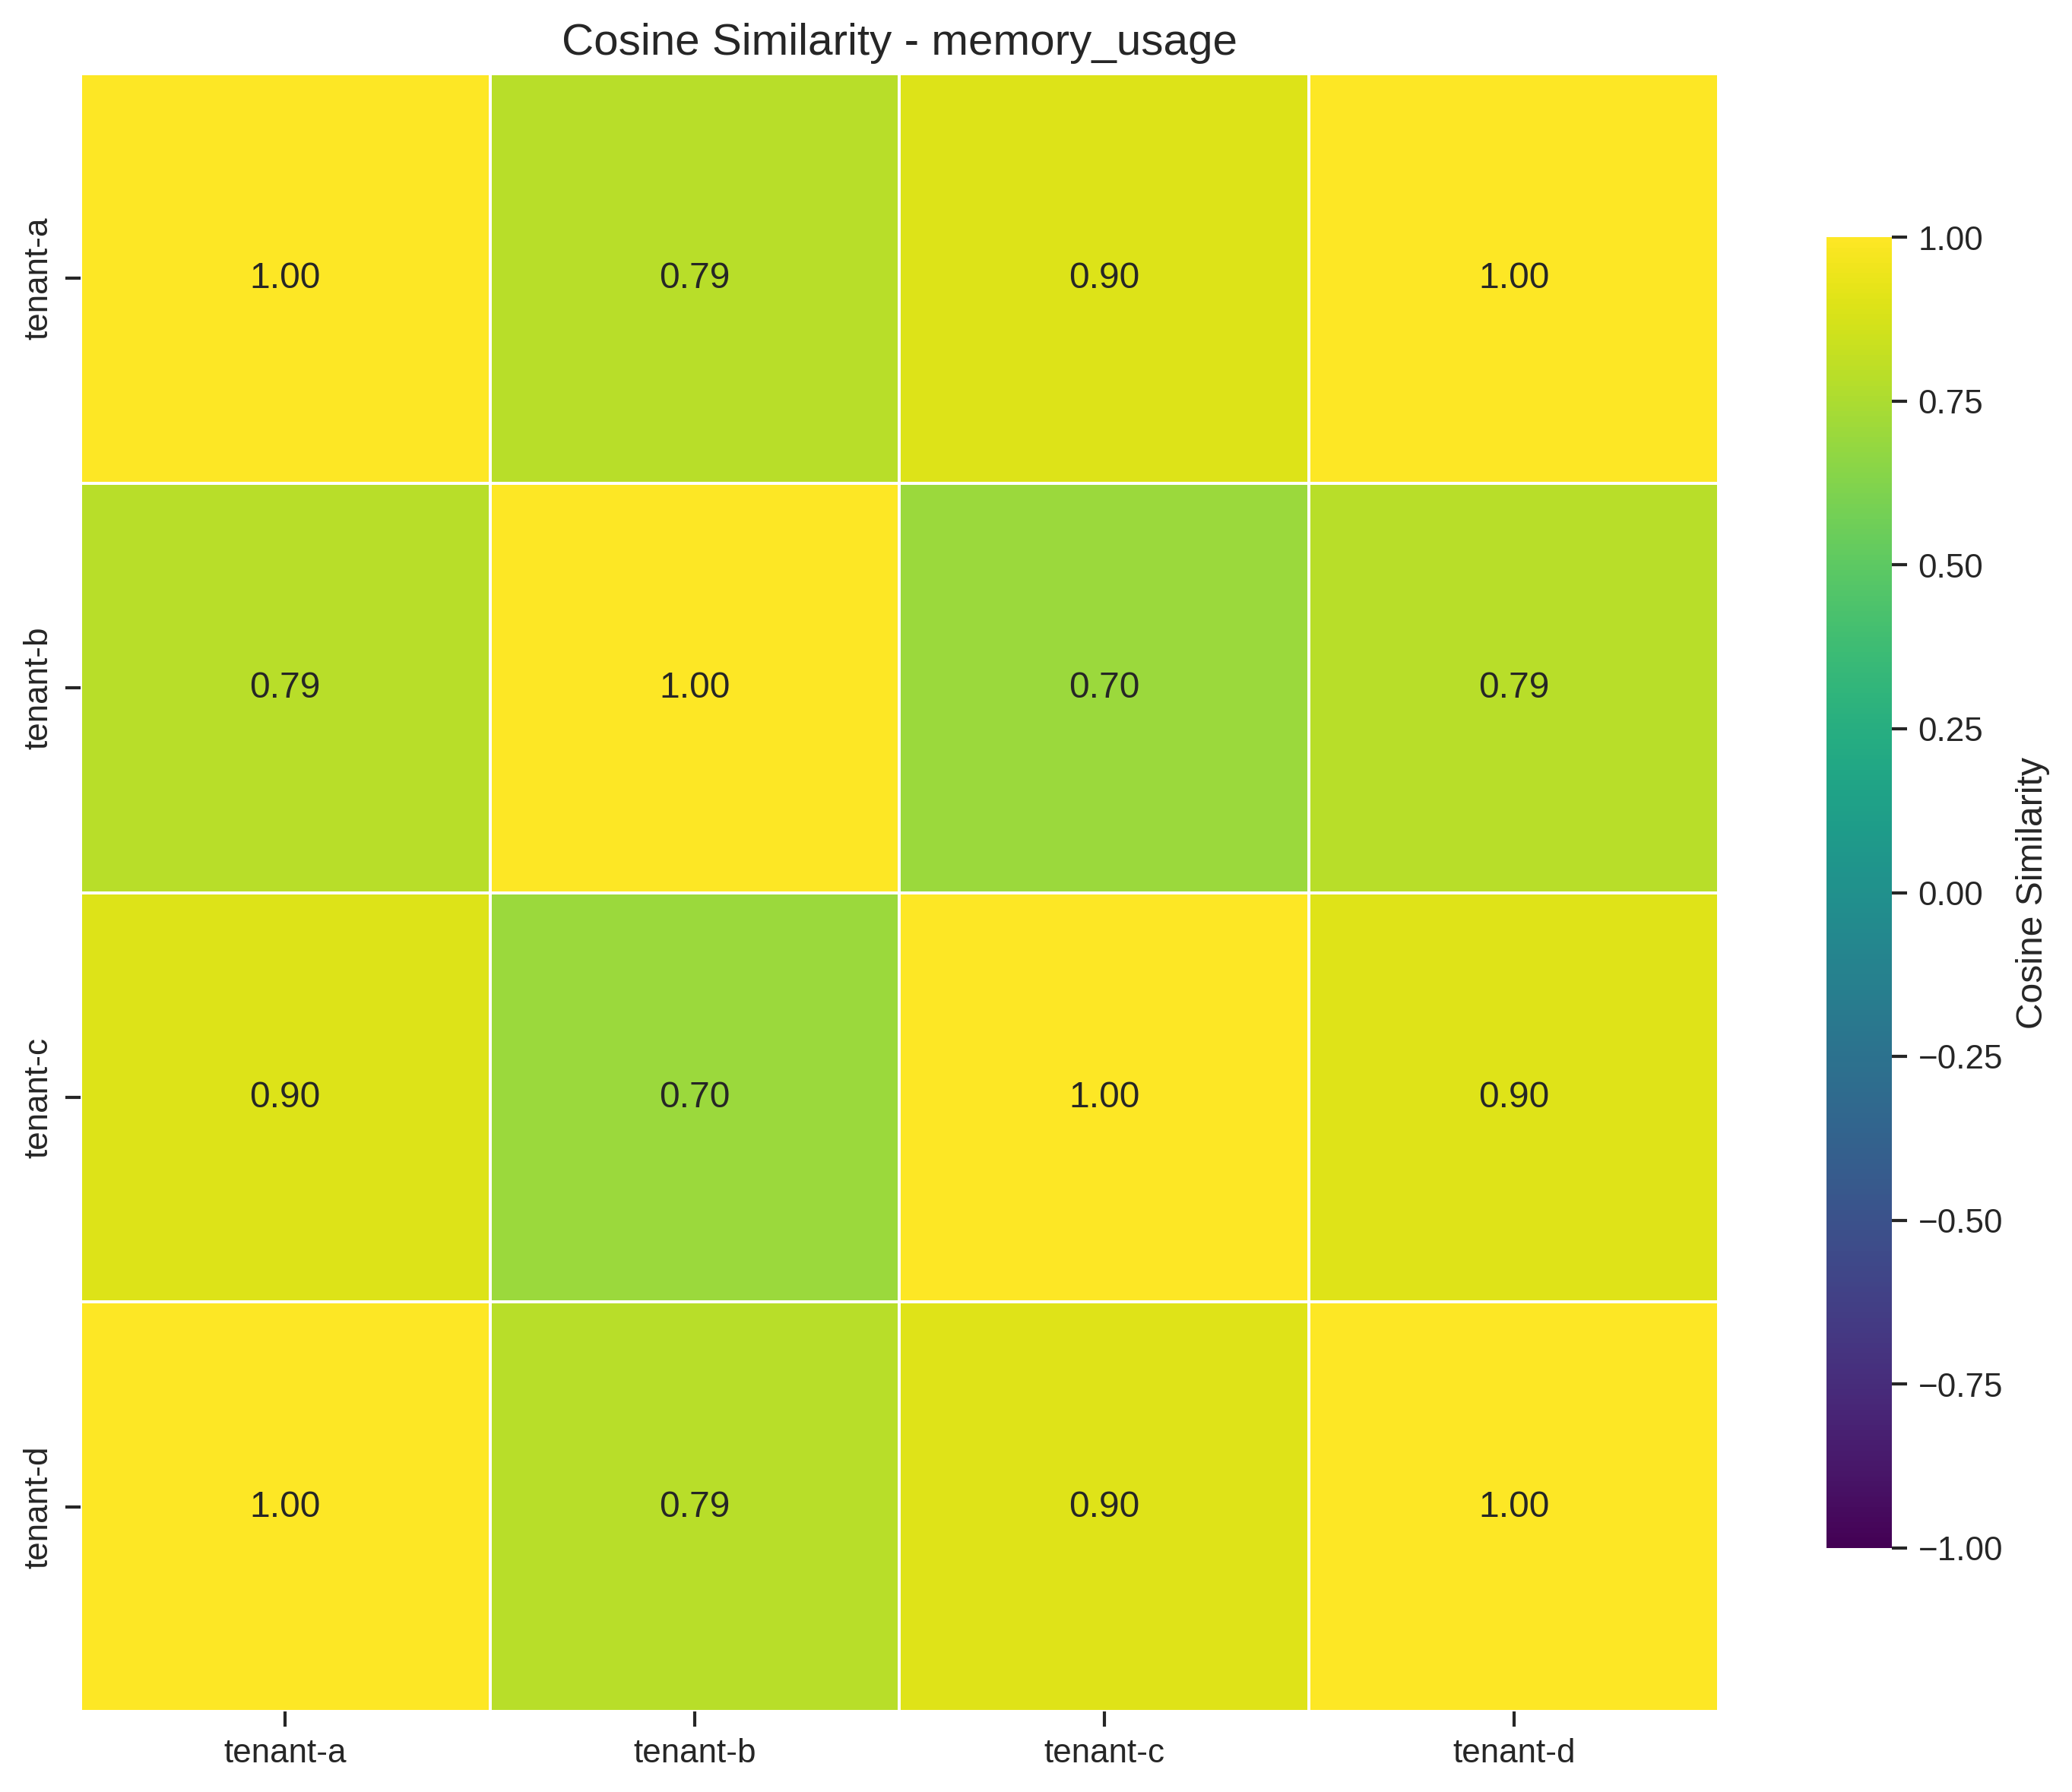 Cosine Similarity - memory_usage
tenant-a
1.00 0.79 0.90 1.00
tenant-b
0.79 1.00 0.70 0.79
tenant-c
0.90 0.70 1.00 0.90
tenant-d
1.00 0.79 0.90 1.00
tenant-a tenant-b tenant-c tenant-d
1.00
0.75
0.50
0.25
0.00
−0.25
−0.50
−0.75
−1.00
Cosine Similarity